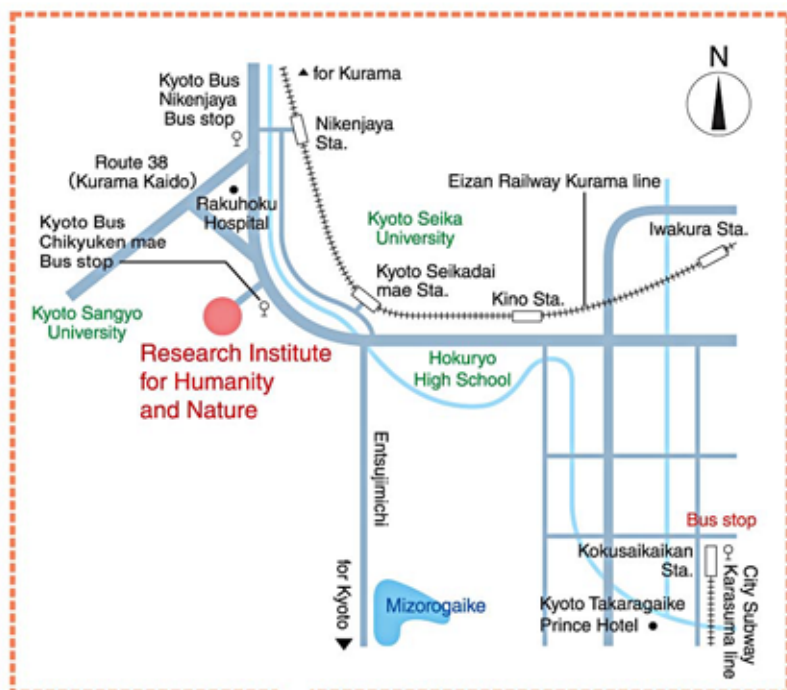 N
▲ for Kurama
Kyoto Bus
Nikenjaya
Bus stop
Nikenjaya
Sta.
Route 38
(Kurama Kaido)
Rakuhoku
Hospital
Eizan Railway Kurama line
Kyoto Seika
University
Iwakura Sta.
Kyoto Bus
Chikyuken mae
Bus stop
Kyoto Seikadai
mae Sta.
Kino Sta.
Kyoto Sangyo
University
Research Institute
for Humanity
and Nature
Hokuryo
High School
Entsujimichi
for Kyoto ▼
Mizorogaike
Bus stop
Kokusaikaikan
Sta.
Kyoto Takaragaike
Prince Hotel
City Subway
Karasuma line